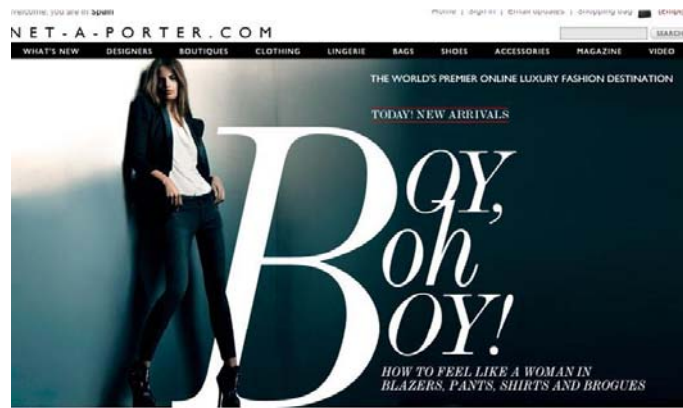 Welcome, you are in Spain
Home | Sign In | Email updates | Shopping Bag
NET-A-PORTER.COM
SEARCH
WHAT'S NEW DESIGNERS BOUTIQUES CLOTHING LINGERIE BAGS SHOES ACCESSORIES MAGAZINE VIDEO
THE WORLD'S PREMIER ONLINE LUXURY FASHION DESTINATION
TODAY! NEW ARRIVALS
BOY,
oh
BOY!
HOW TO FEEL LIKE A WOMAN IN
BLAZERS, PANTS, SHIRTS AND BROGUES